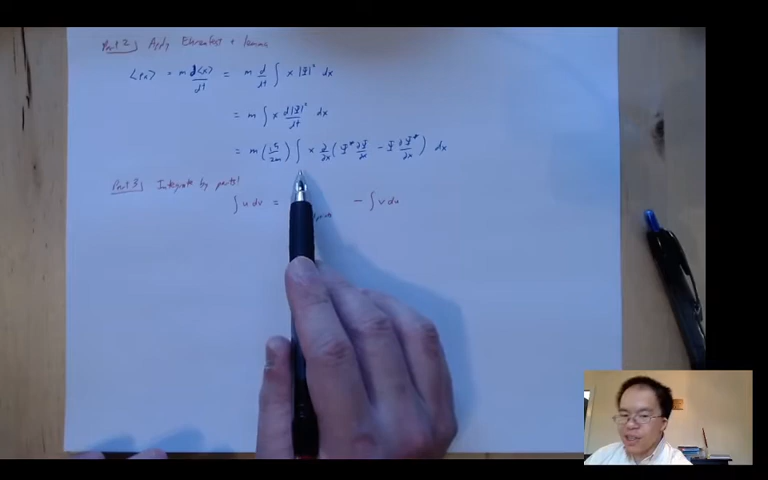 Part 2: Apply Ehrenfest + lemma
⟨px⟩ = m d⟨x⟩/dt = m d/dt ∫ x |Ψ|² dx
= m ∫ x d|Ψ|²/dt dx
= m (iħ/2m) ∫ x ∂/∂x (Ψ* ∂Ψ/∂x − Ψ ∂Ψ*/∂x) dx
Part 3: Integrate by parts!
∫ u dv = − ∫ v du